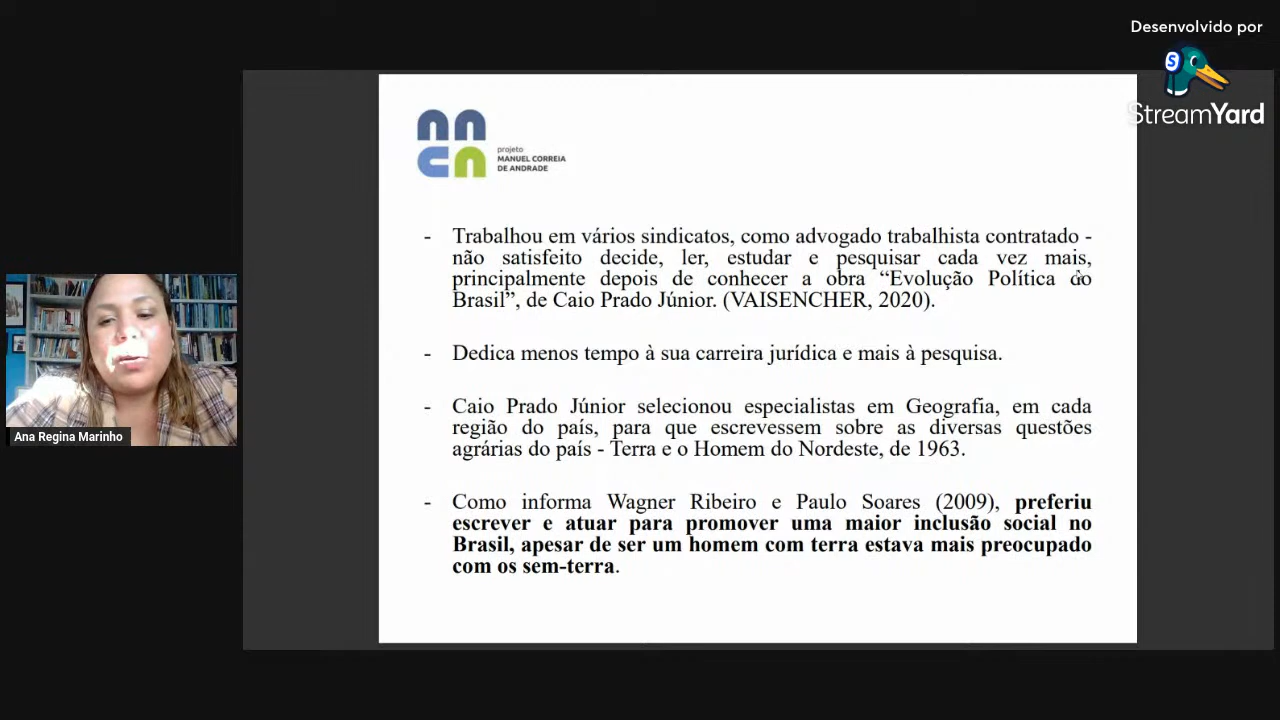 Desenvolvido por
StreamYard
projeto
MANUEL CORREIA
DE ANDRADE
- Trabalhou em vários sindicatos, como advogado trabalhista contratado -
não satisfeito decide, ler, estudar e pesquisar cada vez mais,
principalmente depois de conhecer a obra “Evolução Política do
Brasil”, de Caio Prado Júnior. (VAISENCHER, 2020).
- Dedica menos tempo à sua carreira jurídica e mais à pesquisa.
- Caio Prado Júnior selecionou especialistas em Geografia, em cada
região do país, para que escrevessem sobre as diversas questões
agrárias do país - Terra e o Homem do Nordeste, de 1963.
- Como informa Wagner Ribeiro e Paulo Soares (2009), preferiu
escrever e atuar para promover uma maior inclusão social no
Brasil, apesar de ser um homem com terra estava mais preocupado
com os sem-terra.
Ana Regina Marinho